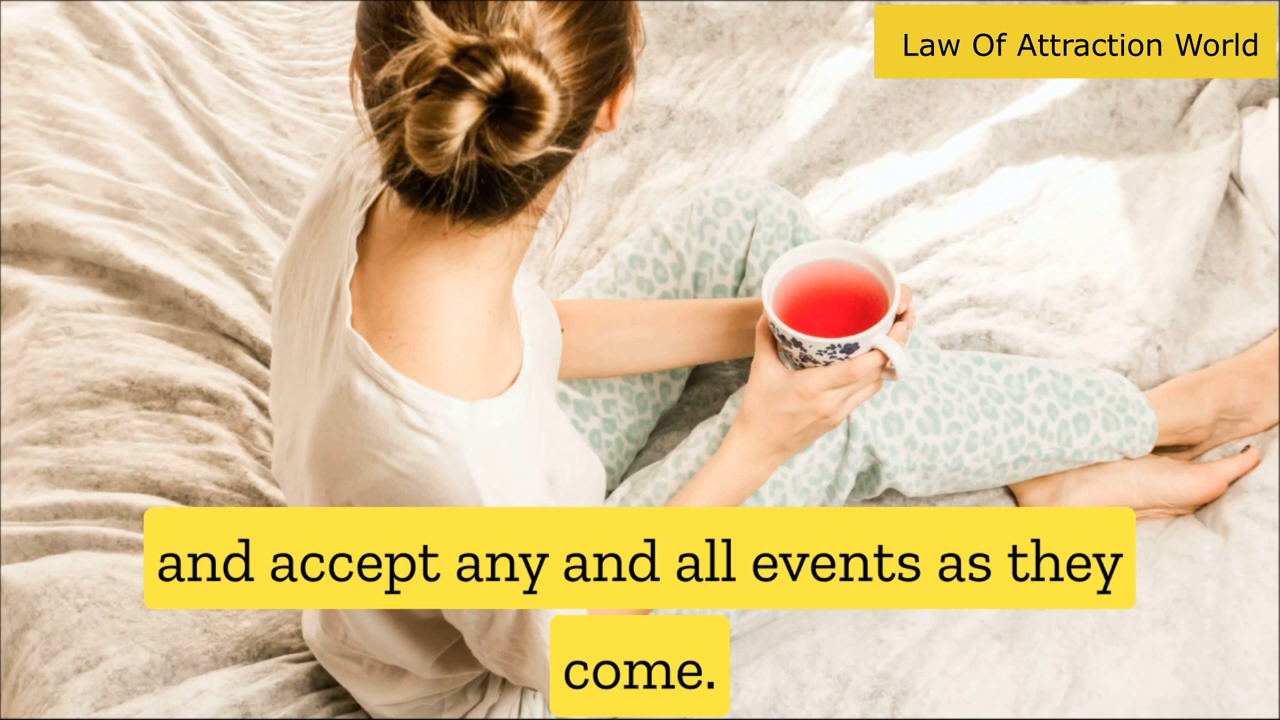 Law Of Attraction World
and accept any and all events as they
come.